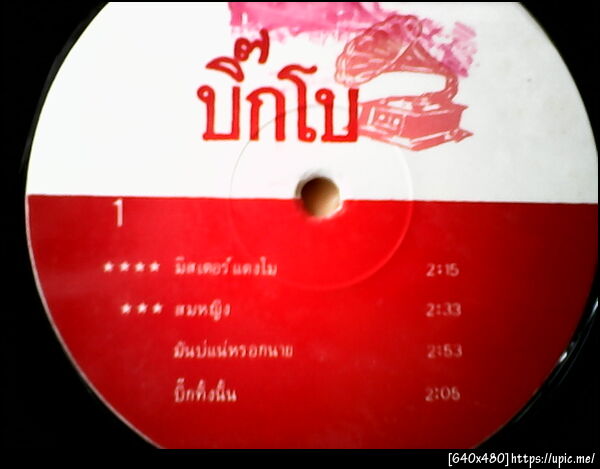 บิ๊กโบ
1
★★★★ มิสเตอร์แตงโม 2:15
★★★ สมหญิง 2:33
มันบ่แน่หรอกนาย 2:53
บิ๊กติงนั้น 2:05
[640x480]https://upic.me/